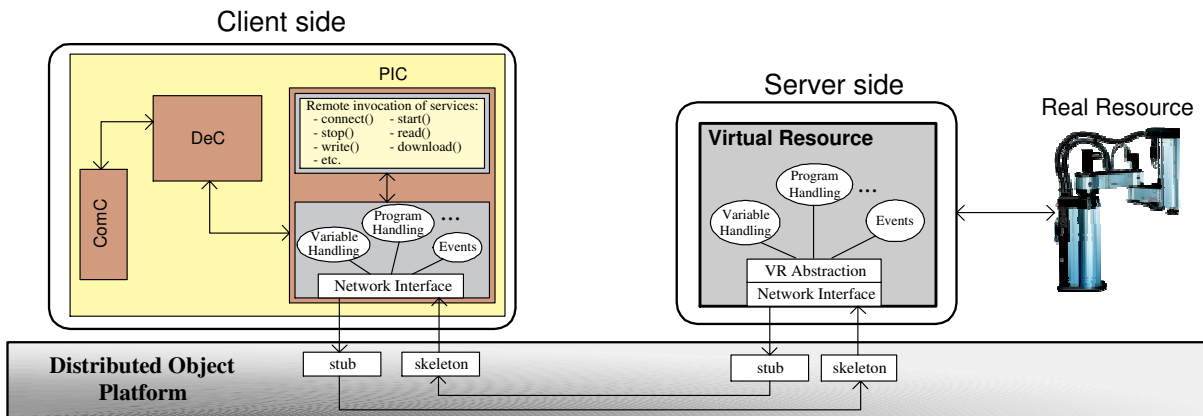 Client side
PIC
Remote invocation of services:
- connect() - start()
- stop() - read()
- write() - download()
- etc.
DeC
ComC
Program
Handling
...
Variable
Handling
Events
Network Interface
Server side
Virtual Resource
Program
Handling
...
Variable
Handling
Events
VR Abstraction
Network Interface
Real Resource
Distributed Object
Platform
stub
skeleton
stub
skeleton